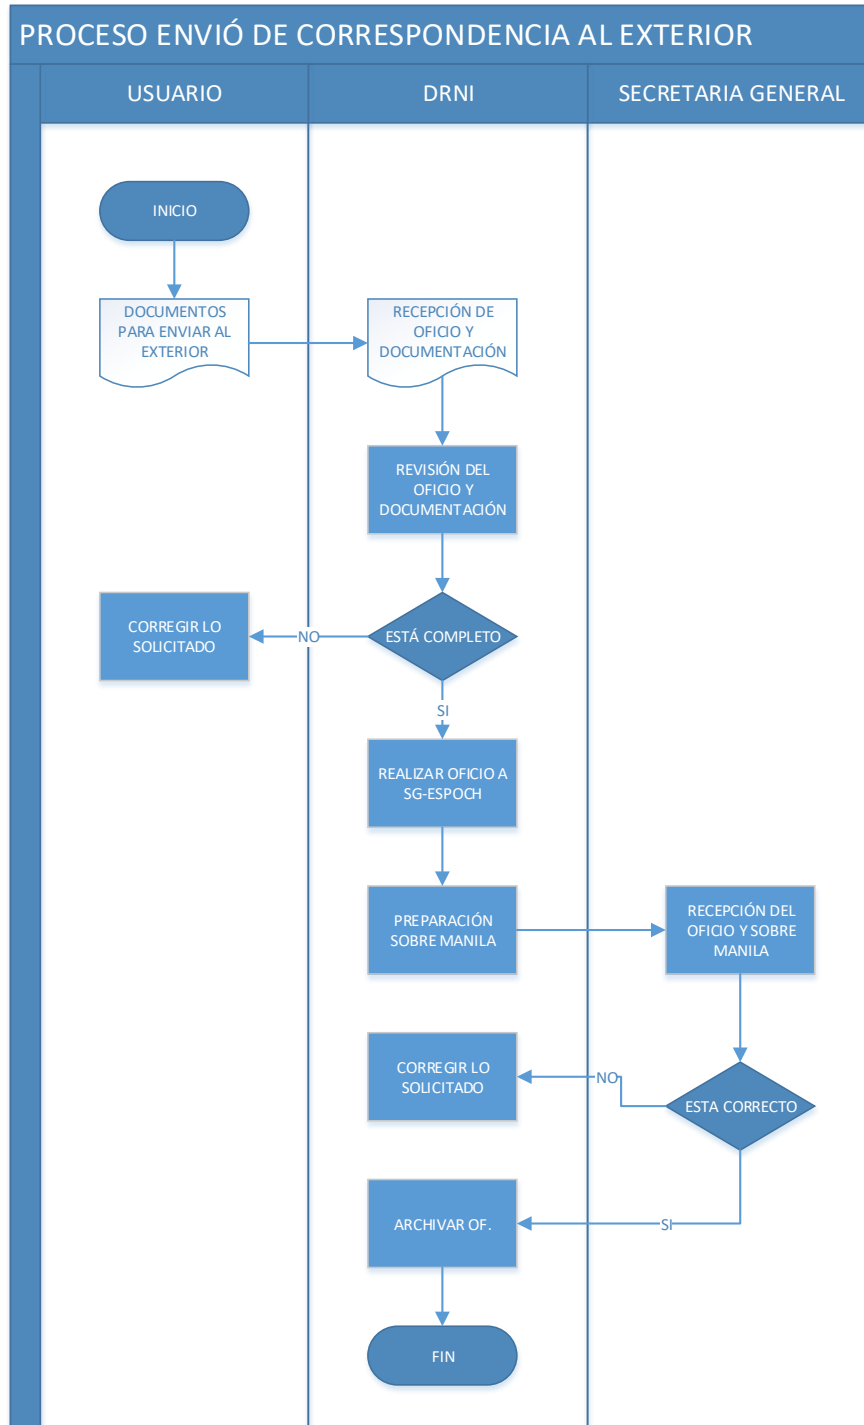 PROCESO ENVIÓ DE CORRESPONDENCIA AL EXTERIOR
USUARIO
DRNI
SECRETARIA GENERAL
INICIO
DOCUMENTOS
PARA ENVIAR AL
EXTERIOR
RECEPCIÓN DE
OFICIO Y
DOCUMENTACIÓN
REVISIÓN DEL
OFICIO Y
DOCUMENTACIÓN
CORREGIR LO
SOLICITADO
NO
ESTÁ COMPLETO
SI
REALIZAR OFICIO A
SG-ESPOCH
PREPARACIÓN
SOBRE MANILA
RECEPCIÓN DEL
OFICIO Y SOBRE
MANILA
CORREGIR LO
SOLICITADO
NO
ESTA CORRECTO
ARCHIVAR OF.
SI
FIN